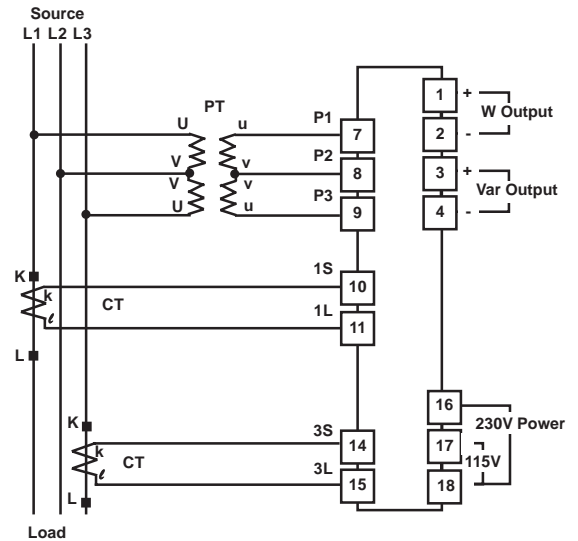 Source
L1 L2 L3
PT
U u P1 7
V v P2 8
V v
U u P3 9
1 +
W Output
2 -
3 +
Var Output
4 -
K
k CT 1S 10
ℓ 1L 11
L
K
k CT 3S 14
ℓ 3L 15
L
16
230V Power
17
115V
18
Load